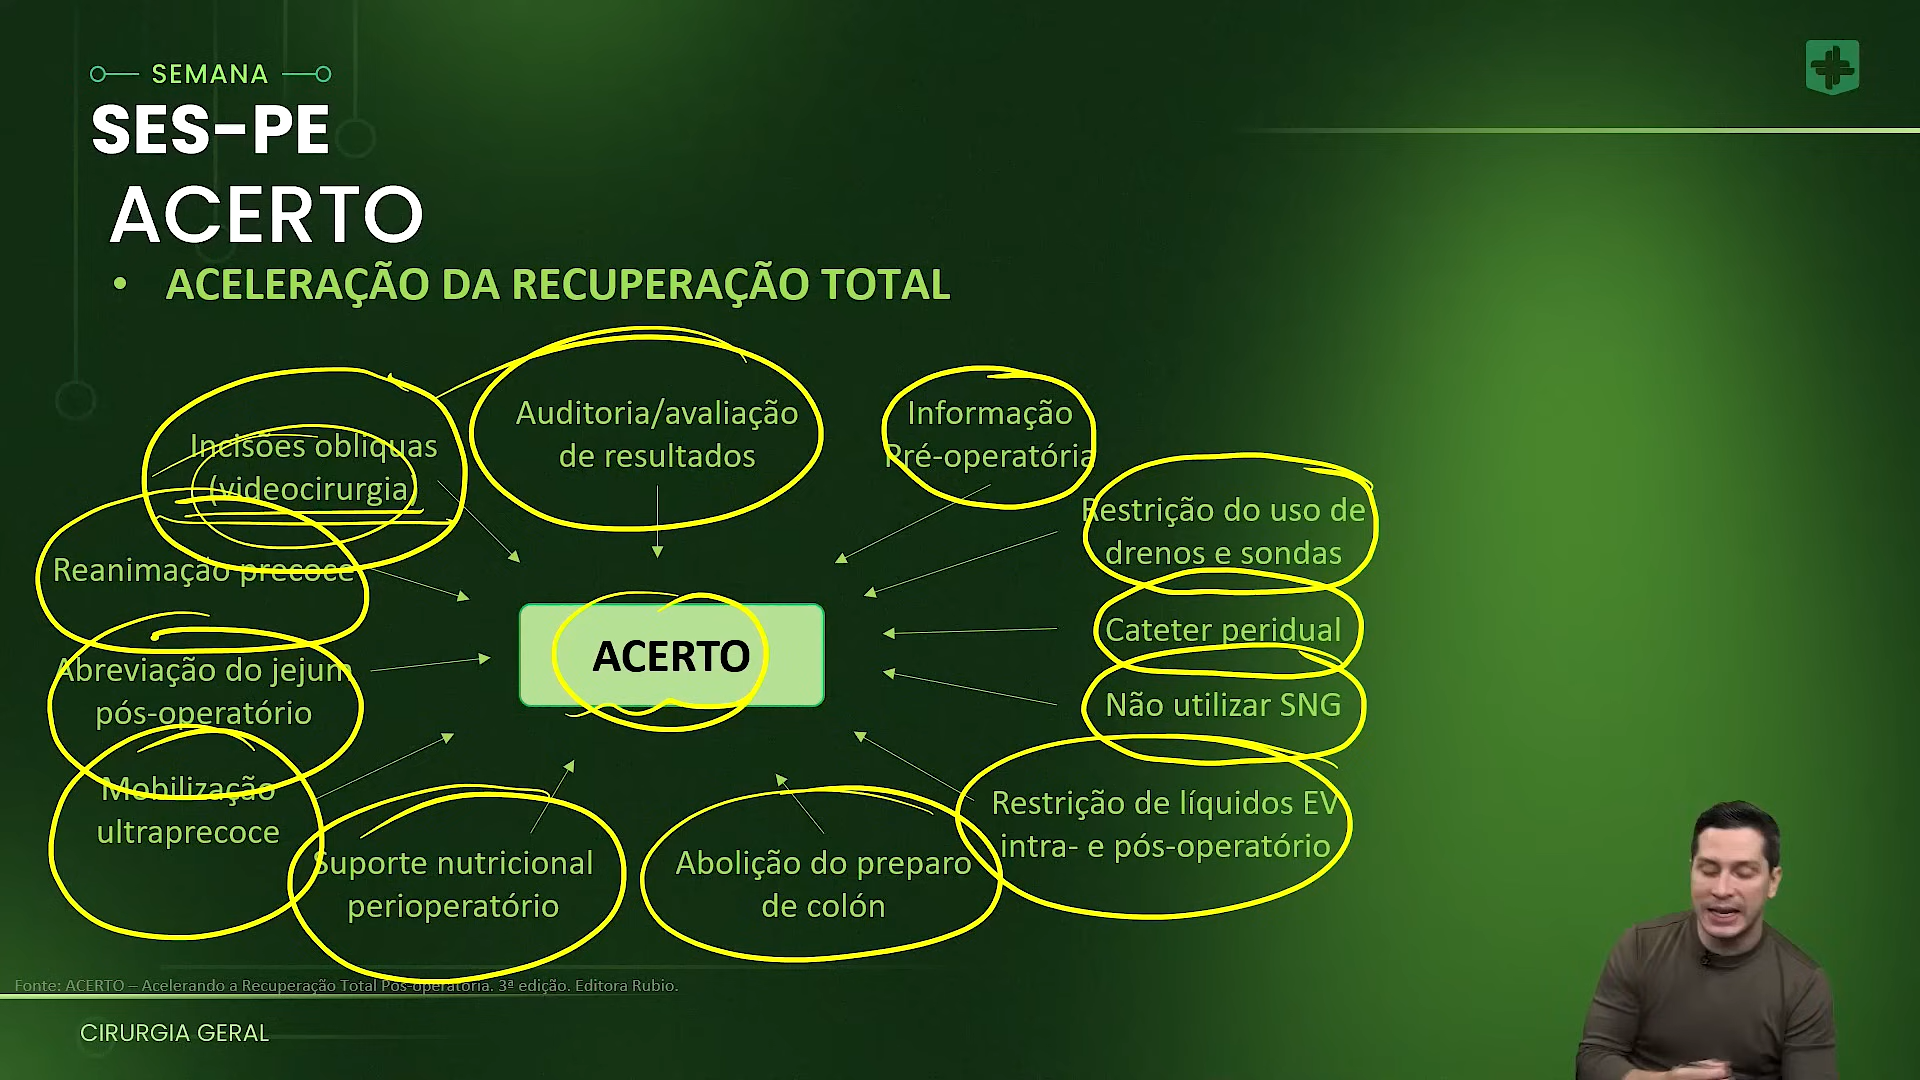 SEMANA
SES-PE
ACERTO
• ACELERAÇÃO DA RECUPERAÇÃO TOTAL
Auditoria/avaliação
de resultados
Informação
Pré-operatória
Incisões oblíquas
(videocirurgia)
Restrição do uso de
drenos e sondas
Reanimação precoce
Cateter peridual
ACERTO
Abreviação do jejum
pós-operatório
Não utilizar SNG
Mobilização
ultraprecoce
Restrição de líquidos EV
intra- e pós-operatório
Suporte nutricional
perioperatório
Abolição do preparo
de colón
Fonte: ACERTO – Acelerando a Recuperação Total Pós-operatória. 3ª edição. Editora Rubio.
CIRURGIA GERAL